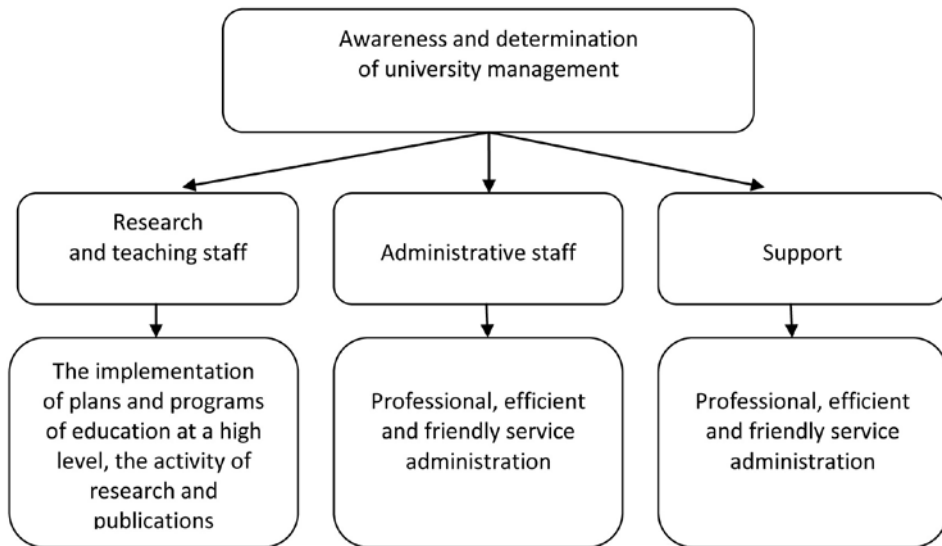 Awareness and determination
of university management
Research
and teaching staff
Administrative staff
Support
The implementation
of plans and programs
of education at a high
level, the activity of
research and
publications
Professional, efficient
and friendly service
administration
Professional, efficient
and friendly service
administration